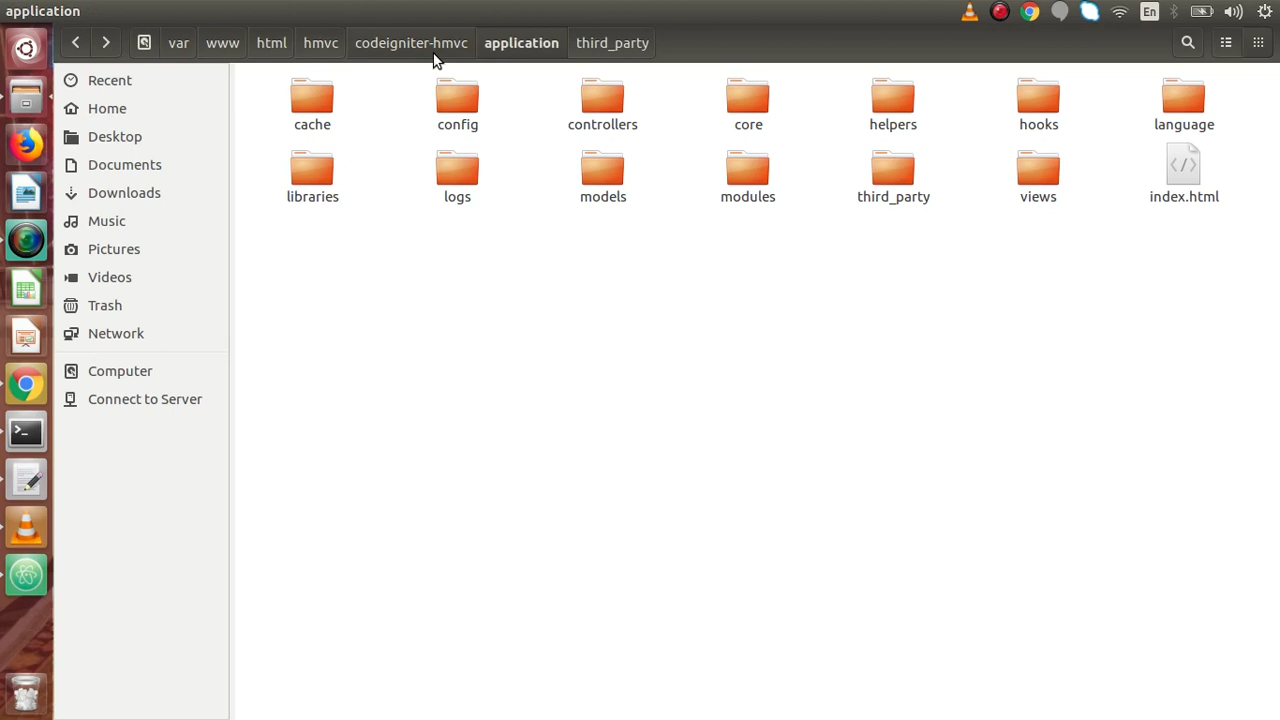 application
En
var www html hmvc codeigniter-hmvc application third_party
Recent
Home
Desktop
Documents
Downloads
Music
Pictures
Videos
Trash
Network
Computer
Connect to Server
cache config controllers core helpers hooks language
libraries logs models modules third_party views index.html